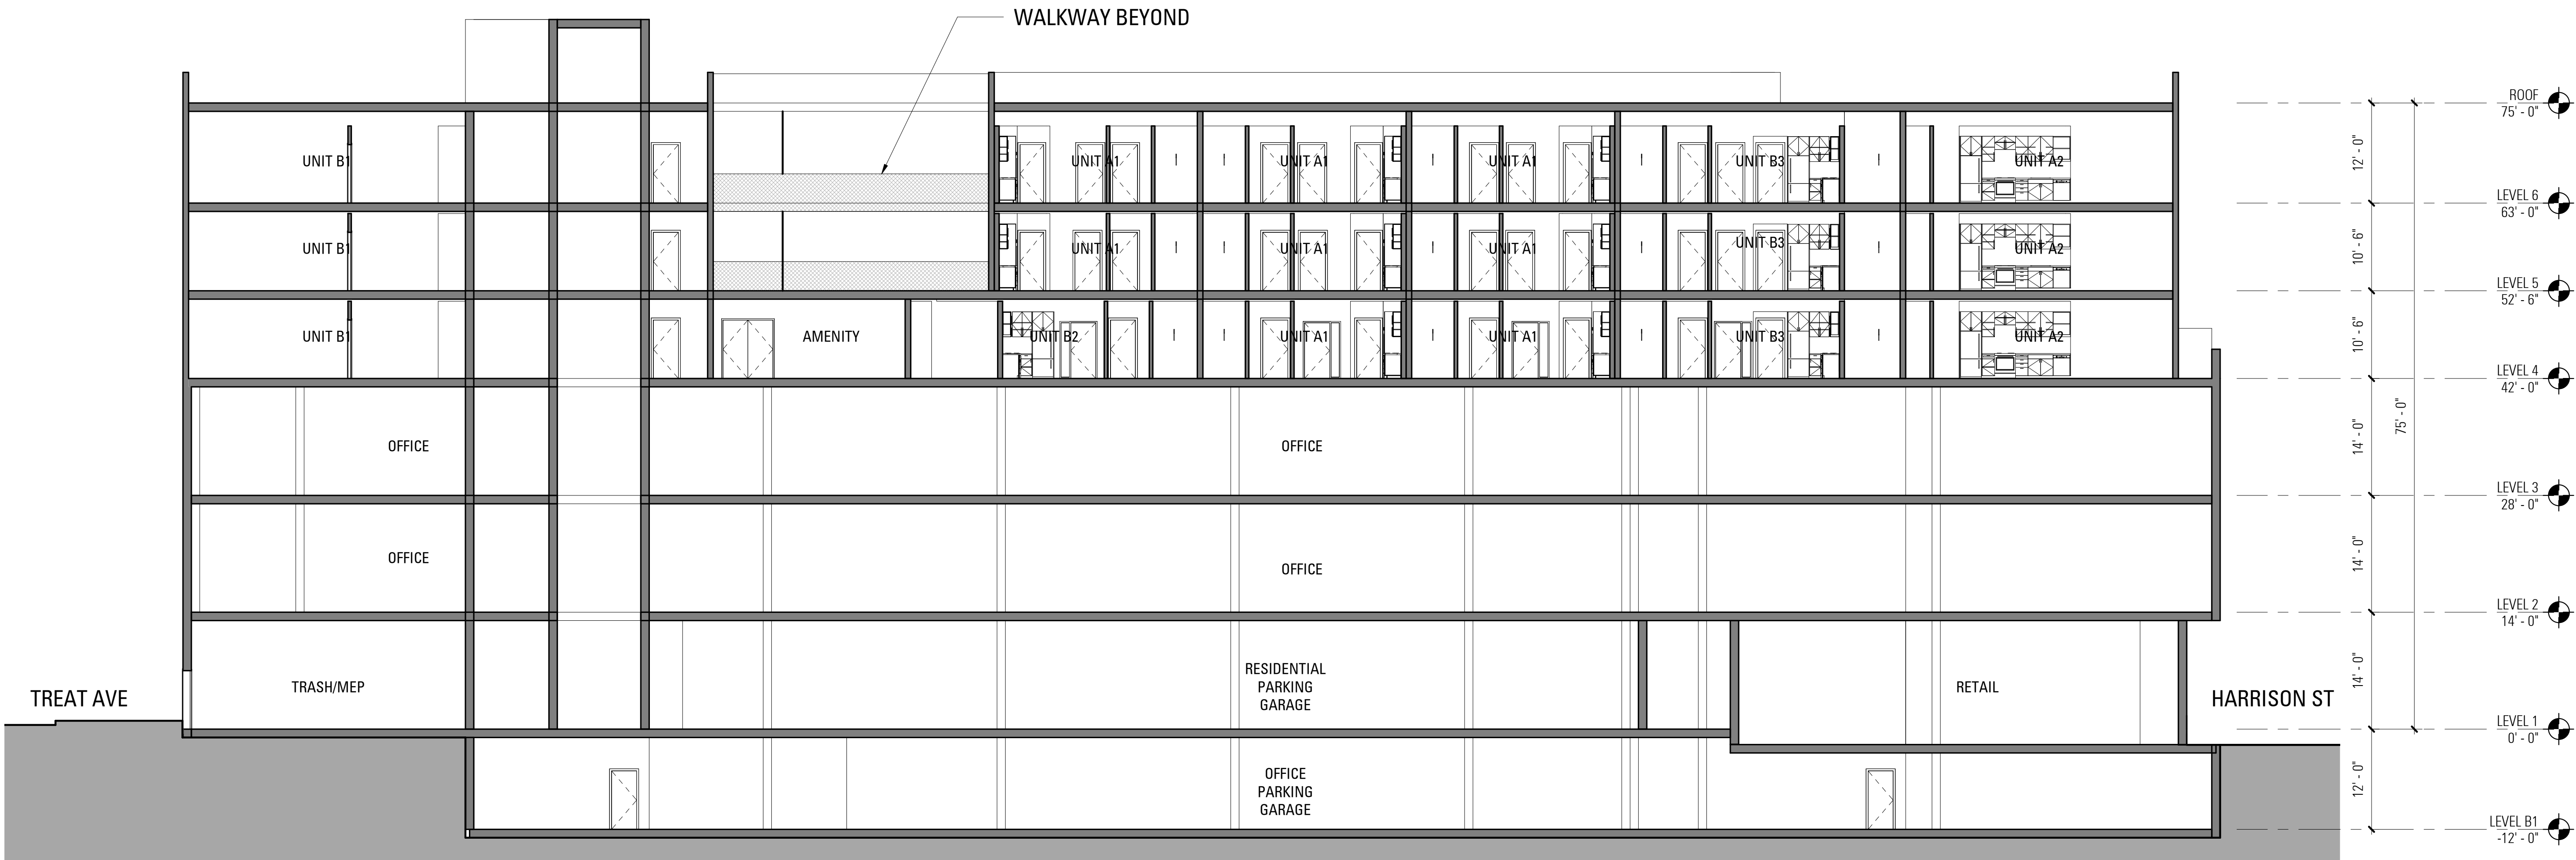 WALKWAY BEYOND
ROOF
75' - 0"
12' - 0"
UNIT B1
UNIT A1
UNIT A1
UNIT A1
UNIT B3
UNIT A2
LEVEL 6
63' - 0"
10' - 6"
UNIT B1
UNIT A1
UNIT A1
UNIT A1
UNIT B3
UNIT A2
LEVEL 5
52' - 6"
10' - 6"
UNIT B1
AMENITY
UNIT B2
UNIT A1
UNIT A1
UNIT B3
UNIT A2
LEVEL 4
42' - 0"
75' - 0"
14' - 0"
OFFICE
OFFICE
LEVEL 3
28' - 0"
14' - 0"
OFFICE
OFFICE
LEVEL 2
14' - 0"
14' - 0"
TREAT AVE
TRASH/MEP
RESIDENTIAL
PARKING
GARAGE
RETAIL
HARRISON ST
LEVEL 1
0' - 0"
12' - 0"
OFFICE
PARKING
GARAGE
LEVEL B1
-12' - 0"